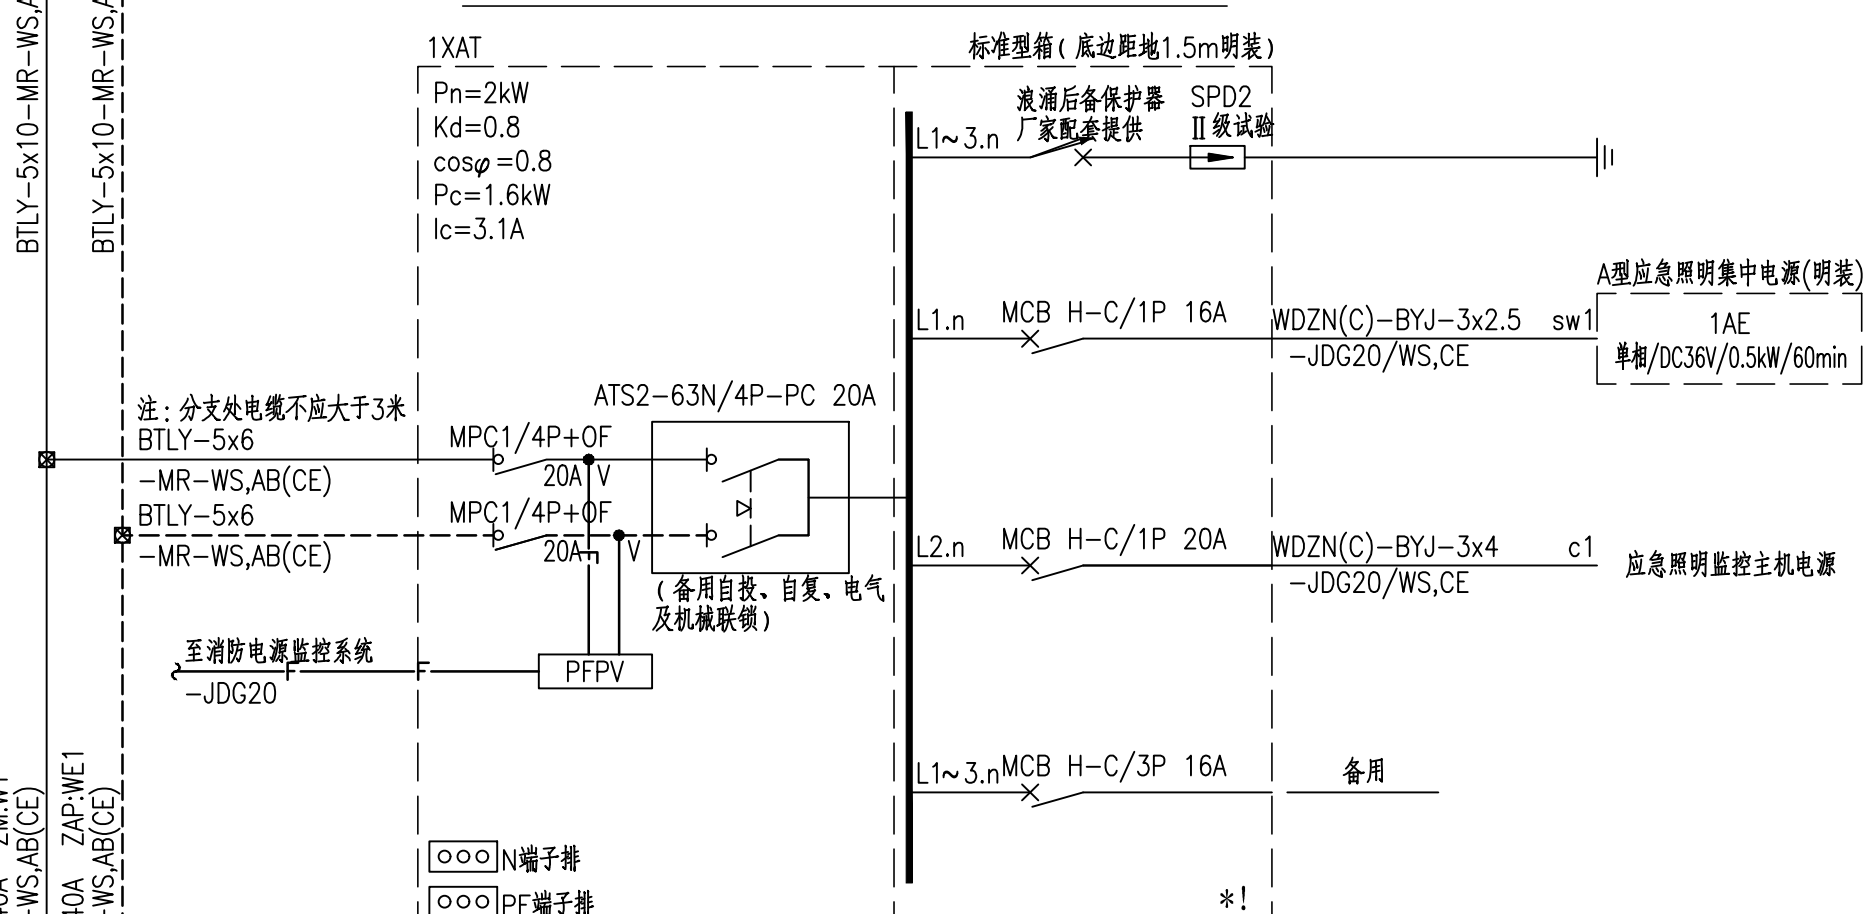 BTLY-5x10-MR-WS,A
BTLY-5x10-MR-WS,A
1XAT
标准型箱(底边距地1.5m明装)
Pn=2kW
Kd=0.8
cosφ=0.8
Pc=1.6kW
Ic=3.1A
浪涌后备保护器
厂家配套提供
SPD2
Ⅱ级试验
L1~3.n
A型应急照明集中电源(明装)
L1.n
MCB H-C/1P 16A
WDZN(C)-BYJ-3x2.5
sw1
-JDG20/WS,CE
1AE
单相/DC36V/0.5kW/60min
ATS2-63N/4P-PC 20A
注:分支处电缆不应大于3米
BTLY-5x6
-MR-WS,AB(CE)
MPC1/4P+OF
20A
V
BTLY-5x6
-MR-WS,AB(CE)
MPC1/4P+OF
20A
V
(备用自投、自复、电气
及机械联锁)
L2.n
MCB H-C/1P 20A
WDZN(C)-BYJ-3x4
c1
-JDG20/WS,CE
应急照明监控主机电源
至消防电源监控系统
F
F
-JDG20
PFPV
L1~3.n
MCB H-C/3P 16A
备用
N端子排
PE端子排
*!
-WS,AB(CE)
40A ZAP:WE1
-WS,AB(CE)